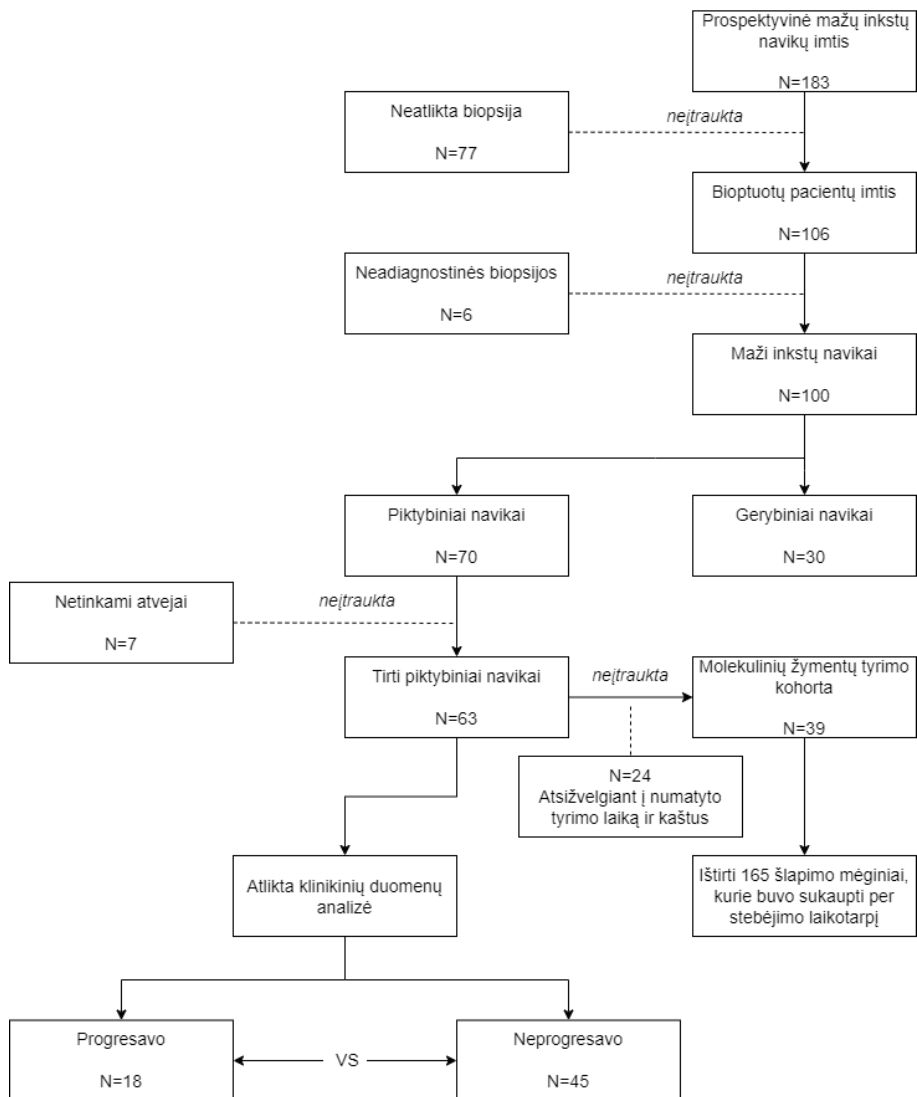 Prospektyvinė mažų inkstų
navikų imtis
N=183
Neatlikta biopsija
N=77
neįtraukta
Bioptuotų pacientų imtis
N=106
Neadiagnostinės biopsijos
N=6
neįtraukta
Maži inkstų navikai
N=100
Piktybiniai navikai
N=70
Gerybiniai navikai
N=30
Netinkami atvejai
N=7
neįtraukta
Tirti piktybiniai navikai
N=63
neįtraukta
Molekulinių žymentų tyrimo
kohorta
N=39
N=24
Atsižvelgiant į numatyto
tyrimo laiką ir kaštus
Atlikta klinikinių duomenų
analizė
Ištirti 165 šlapimo mėginiai,
kurie buvo sukaupti per
stebėjimo laikotarpį
Progresavo
N=18
VS
Neprogresavo
N=45